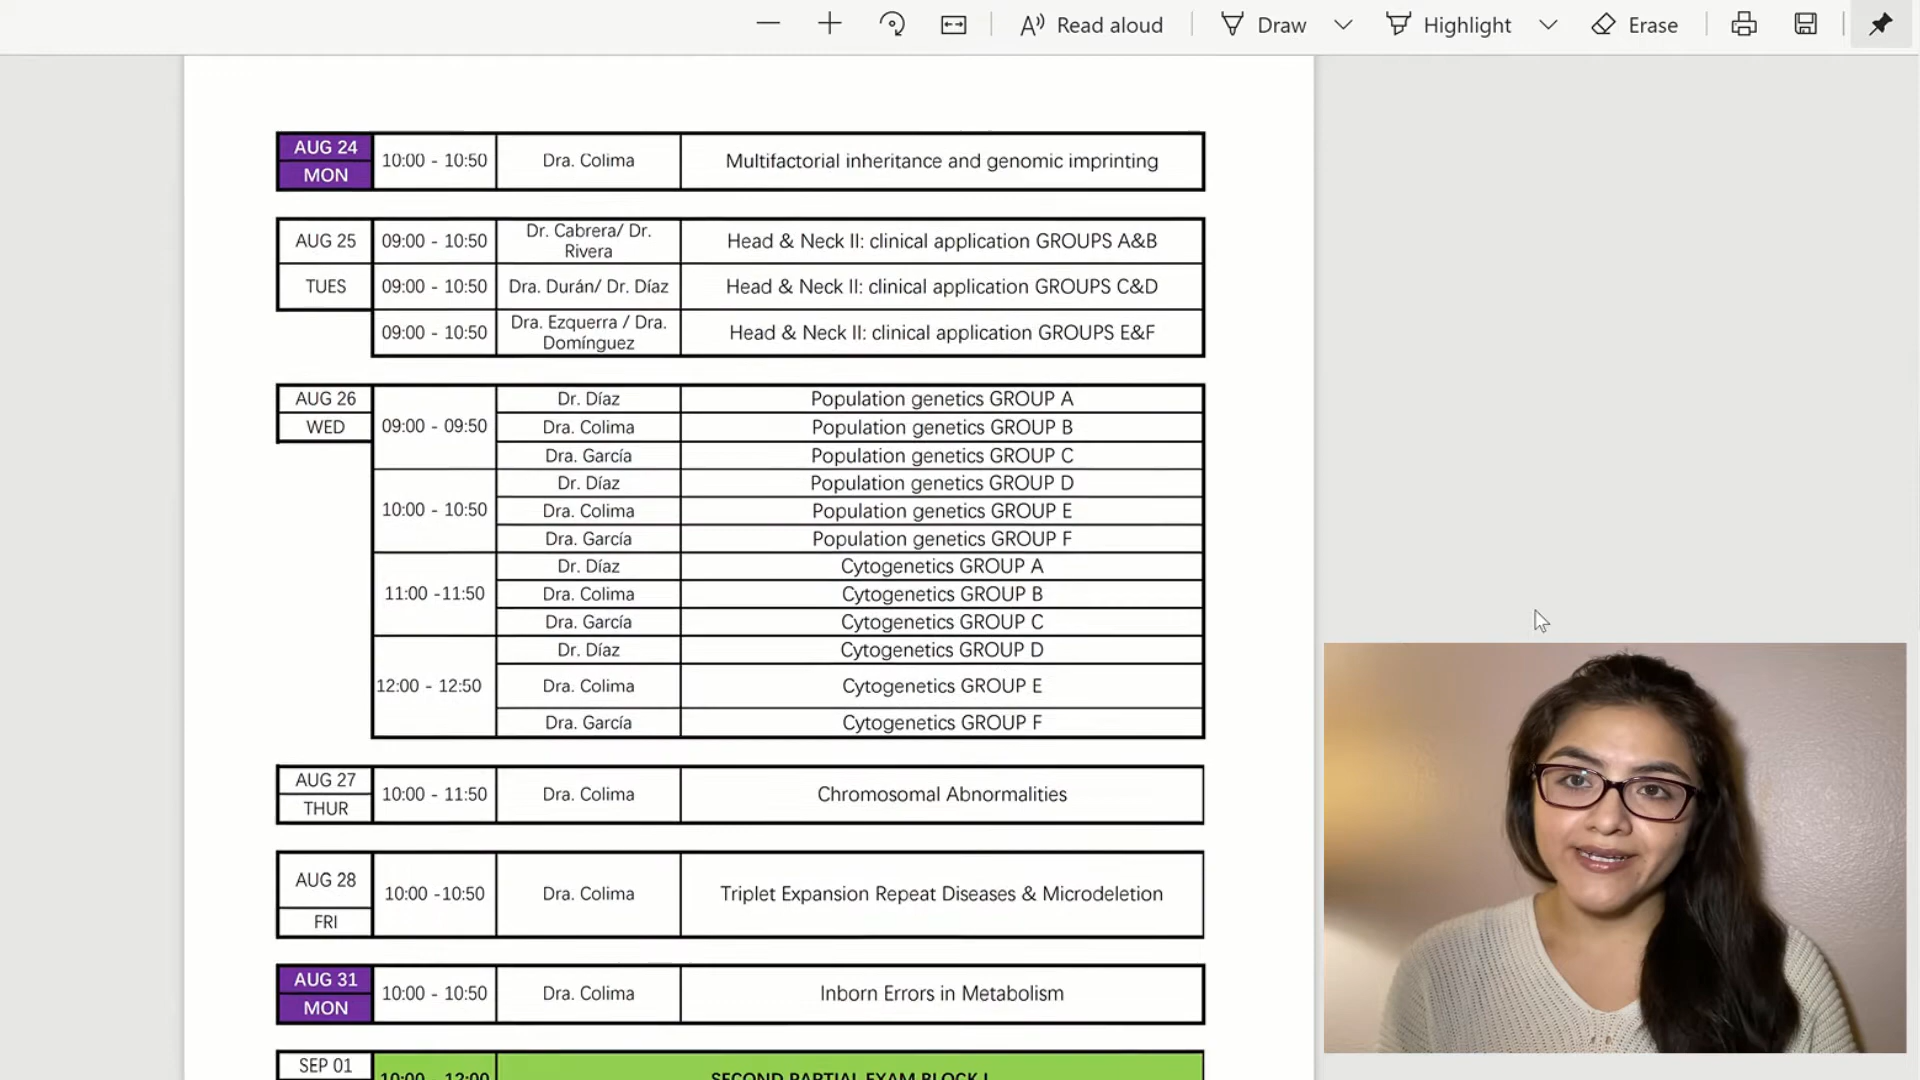 Read aloud Draw Highlight Erase
AUG 24
MON
10:00 - 10:50 Dra. Colima Multifactorial inheritance and genomic imprinting
AUG 25 09:00 - 10:50 Dr. Cabrera/ Dr. Rivera Head & Neck II: clinical application GROUPS A&B
TUES 09:00 - 10:50 Dra. Durán/ Dr. Díaz Head & Neck II: clinical application GROUPS C&D
09:00 - 10:50 Dra. Ezquerra / Dra. Domínguez Head & Neck II: clinical application GROUPS E&F
AUG 26
WED
09:00 - 09:50 Dr. Díaz Population genetics GROUP A
Dra. Colima Population genetics GROUP B
Dra. García Population genetics GROUP C
10:00 - 10:50 Dr. Díaz Population genetics GROUP D
Dra. Colima Population genetics GROUP E
Dra. García Population genetics GROUP F
11:00 -11:50 Dr. Díaz Cytogenetics GROUP A
Dra. Colima Cytogenetics GROUP B
Dra. García Cytogenetics GROUP C
12:00 - 12:50 Dr. Díaz Cytogenetics GROUP D
Dra. Colima Cytogenetics GROUP E
Dra. García Cytogenetics GROUP F
AUG 27
THUR
10:00 - 11:50 Dra. Colima Chromosomal Abnormalities
AUG 28
FRI
10:00 -10:50 Dra. Colima Triplet Expansion Repeat Diseases & Microdeletion
AUG 31
MON
10:00 - 10:50 Dra. Colima Inborn Errors in Metabolism
SEP 01
10:00 - 12:00 SECOND PARTIAL EXAM BLOCK I